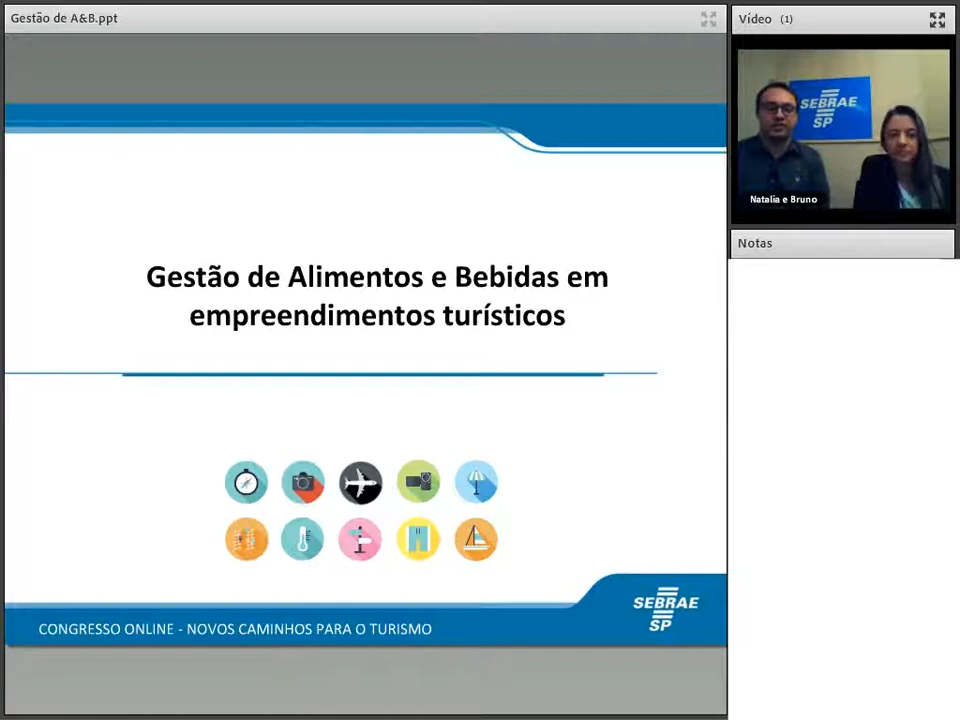 Gestão de A&B.ppt
Vídeo (1)
SEBRAE
SP
Natalia e Bruno
Notas
Gestão de Alimentos e Bebidas em
empreendimentos turísticos
SEBRAE
SP
CONGRESSO ONLINE - NOVOS CAMINHOS PARA O TURISMO